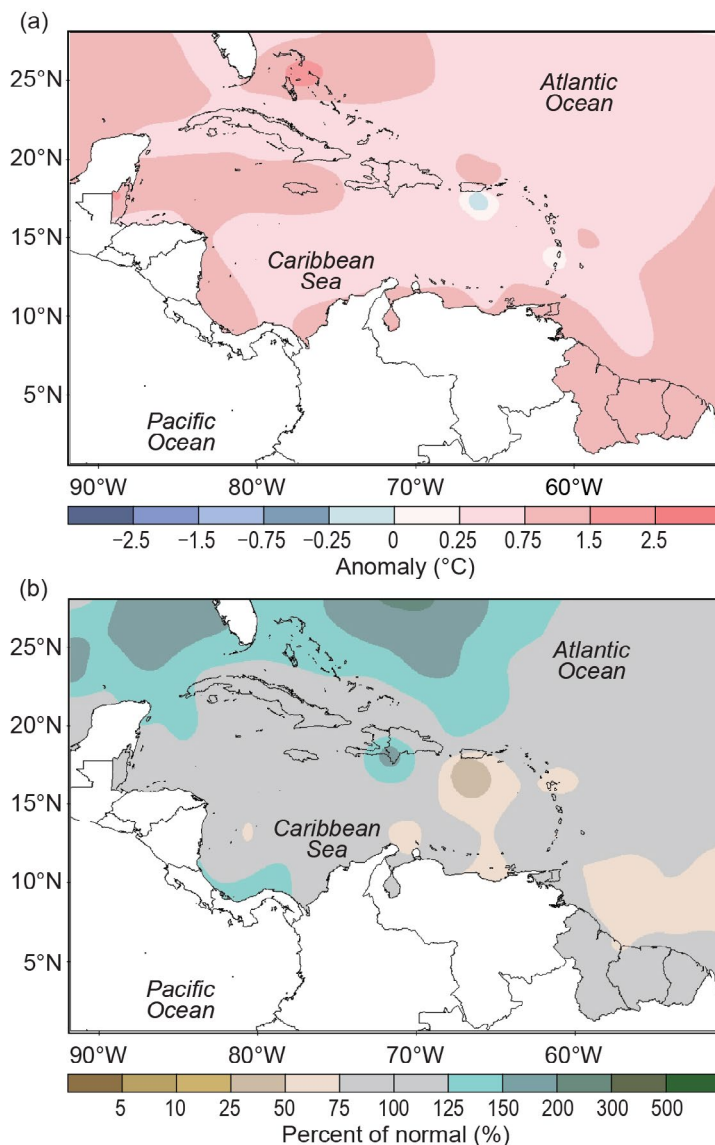 (a)
25°N
Atlantic
Ocean
20°N
15°N
Caribbean
Sea
10°N
5°N
Pacific
Ocean
90°W 80°W 70°W 60°W
−2.5 −1.5 −0.75 −0.25 0 0.25 0.75 1.5 2.5
Anomaly (°C)
(b)
25°N
Atlantic
Ocean
20°N
15°N
Caribbean
Sea
10°N
5°N
Pacific
Ocean
90°W 80°W 70°W 60°W
5 10 25 50 75 100 125 150 200 300 500
Percent of normal (%)